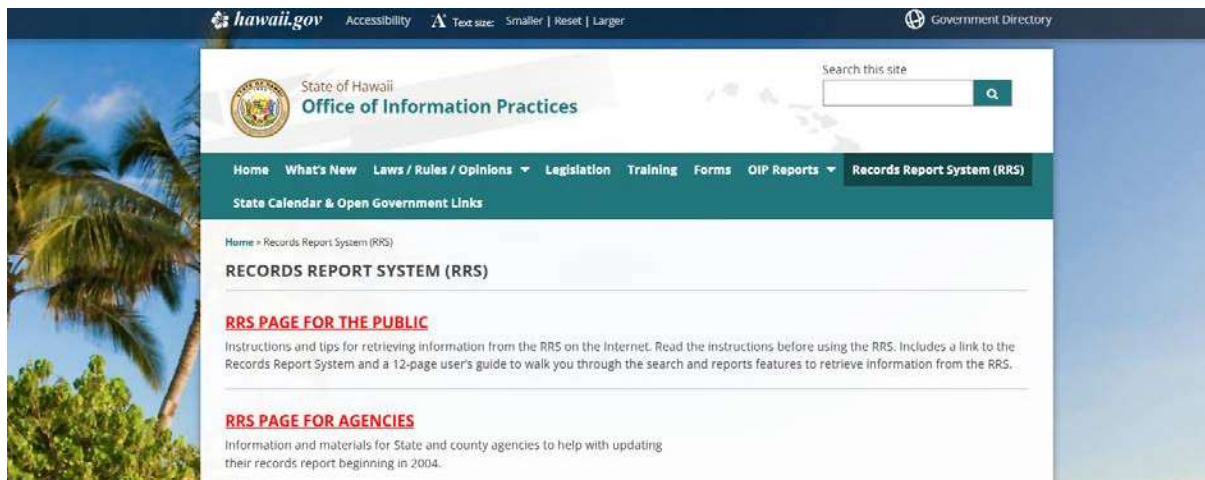 hawaii.gov Accessibility A Text size: Smaller | Reset | Larger Government Directory
Search this site
State of Hawaii
Office of Information Practices
Home What's New Laws / Rules / Opinions Legislation Training Forms OIP Reports Records Report System (RRS)
State Calendar & Open Government Links
Home » Records Report System (RRS)
RECORDS REPORT SYSTEM (RRS)
RRS PAGE FOR THE PUBLIC
Instructions and tips for retrieving information from the RRS on the Internet. Read the instructions before using the RRS. Includes a link to the
Records Report System and a 12-page user's guide to walk you through the search and reports features to retrieve information from the RRS.
RRS PAGE FOR AGENCIES
Information and materials for State and county agencies to help with updating
their records report beginning in 2004.